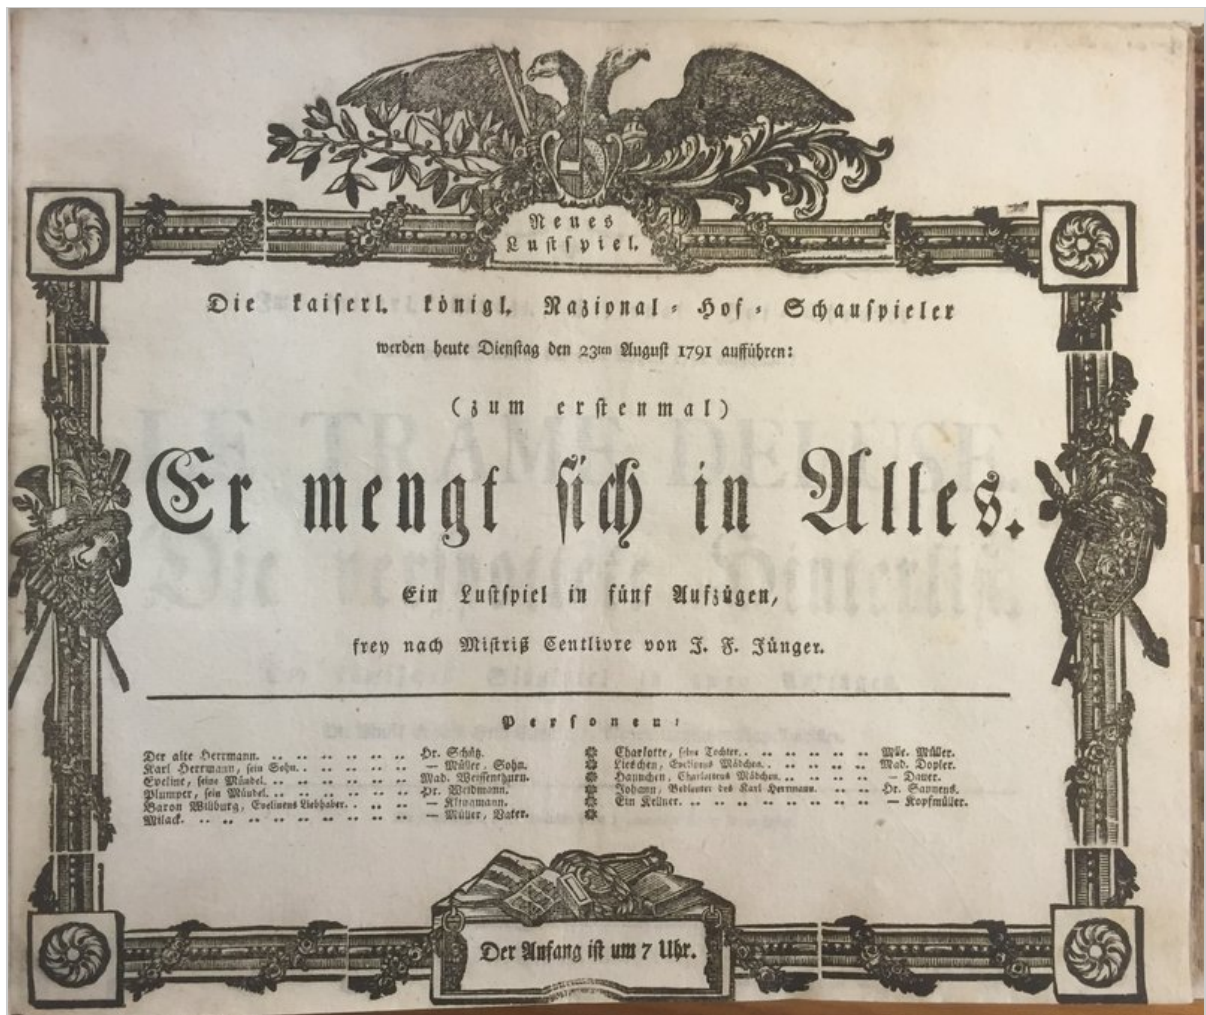 Neues
Luſtſpiel.
Die kaiſerl. königl. Nazional-Hof-Schauſpieler
werden heute Dienſtag den 23ten Auguſt 1791 aufführen:
(zum erſtenmal)
Er mengt ſich in Alles.
Ein Luſtſpiel in fünf Aufzügen,
frey nach Miſtriß Centlivre von J. F. Jünger.
Perſonen:
Der alte Herrmann. .. .. .. .. .. .. Hr. Schütz.
Karl Herrmann, ſein Sohn. .. .. .. .. .. — Müller, Sohn.
Eveline, ſeine Mündel. .. .. .. .. .. .. Mad. Weiſſenthurn.
Plumper, ſein Mündel. .. .. .. .. .. .. Hr. Weidmann.
Baron Wilburg, Evelinens Liebhaber. .. .. .. — Klingmann.
Milack. .. .. .. .. .. .. .. .. .. — Müller, Vater.
Charlotte, ſeine Tochter. .. .. .. .. .. .. Mlle. Müller.
Lieschen, Evelinens Mädchen. .. .. .. .. .. Mad. Dopler.
Hannchen, Charlottens Mädchen. .. .. .. .. — Dauer.
Johann, Bedienter des Karl Herrmann. .. .. Hr. Sannens.
Ein Kellner. .. .. .. .. .. .. .. .. — Kopfmüller.
Der Anfang iſt um 7 Uhr.
LE TRAME DELUSE.
Die